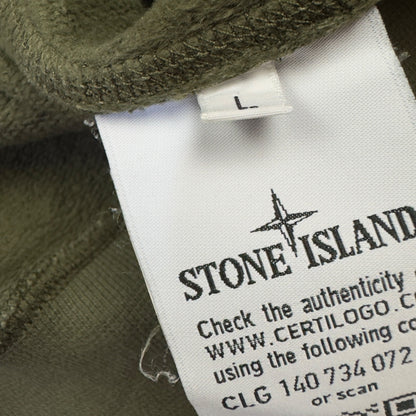 L
STONE ISLAND
Check the authenticity
WWW.CERTILOGO.CO
using the following co
CLG 140 734 072
or scan